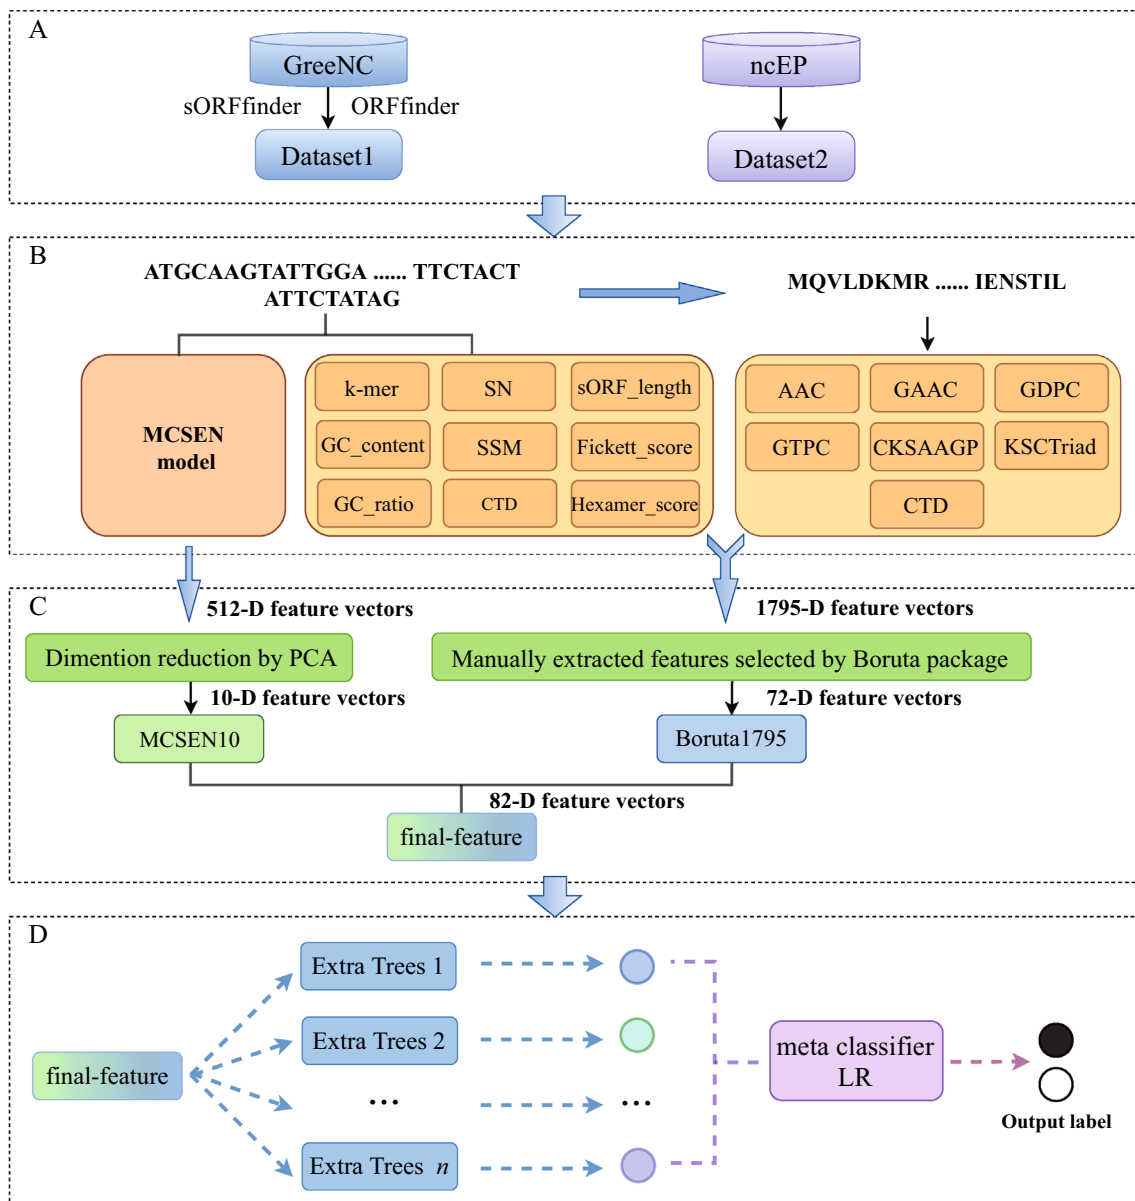 A
GreeNC
ncEP
sORFfinder
ORFfinder
Dataset1
Dataset2
B
ATGCAAGTATTGGA ...... TTCTACT
ATTCTATAG
MQVLDKMR ...... IENSTIL
MCSEN
model
k-mer
SN
sORF_length
GC_content
SSM
Fickett_score
GC_ratio
CTD
Hexamer_score
AAC
GAAC
GDPC
GTPC
CKSAAGP
KSCTriad
CTD
C
512-D feature vectors
1795-D feature vectors
Dimention reduction by PCA
Manually extracted features selected by Boruta package
10-D feature vectors
72-D feature vectors
MCSEN10
Boruta1795
82-D feature vectors
final-feature
D
final-feature
Extra Trees 1
Extra Trees 2
...
...
Extra Trees n
meta classifier
LR
Output label